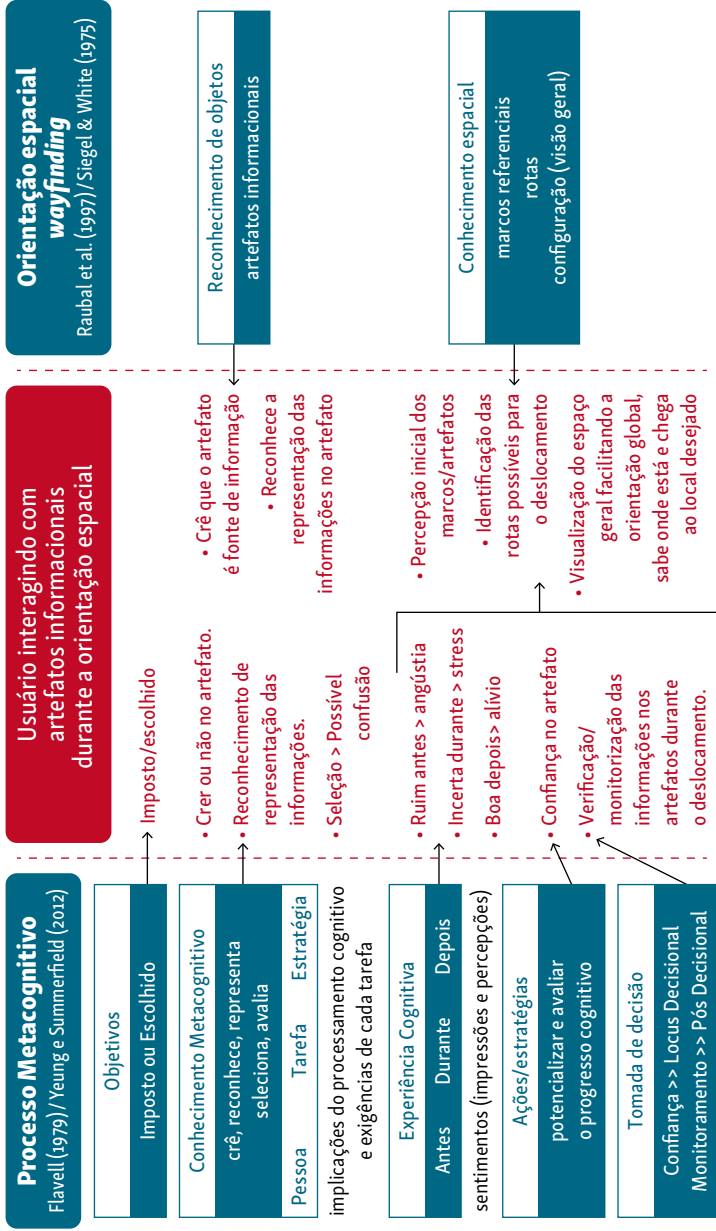 Processo Metacognitivo
Flavell (1979) / Yeung e Summerfield (2012)
Objetivos
Imposto ou Escolhido
Conhecimento Metacognitivo
crê, reconhece, representa
seleciona, avalia
Pessoa Tarefa Estratégia
implicações do processamento cognitivo
e exigências de cada tarefa
Experiência Cognitiva
Antes Durante Depois
sentimentos (impressões e percepções)
Ações/estratégias
potencializar e avaliar
o progresso cognitivo
Tomada de decisão
Confiança >> Locus Decisional
Monitoramento >> Pós Decisional
Usuário interagindo com
artefatos informacionais
durante a orientação espacial
Imposto/escolhido
• Crer ou não no artefato.
• Reconhecimento de
representação das
informações.
• Seleção > Possível
confusão
• Ruim antes > angústia
• Incerta durante > stress
• Boa depois> alívio
• Confiança no artefato
• Verificação/
monitorização das
informações nos
artefatos durante
o deslocamento.
• Crê que o artefato
é fonte de informação
• Reconhece a
representação das
informações no artefato
• Percepção inicial dos
marcos/artefatos
• Identificação das
rotas possíveis para
o deslocamento
• Visualização do espaço
geral facilitando a
orientação global,
sabe onde está e chega
ao local desejado
Orientação espacial
wayfinding
Raubal et al. (1997) / Siegel & White (1975)
Reconhecimento de objetos
artefatos informacionais
Conhecimento espacial
marcos referenciais
rotas
configuração (visão geral)